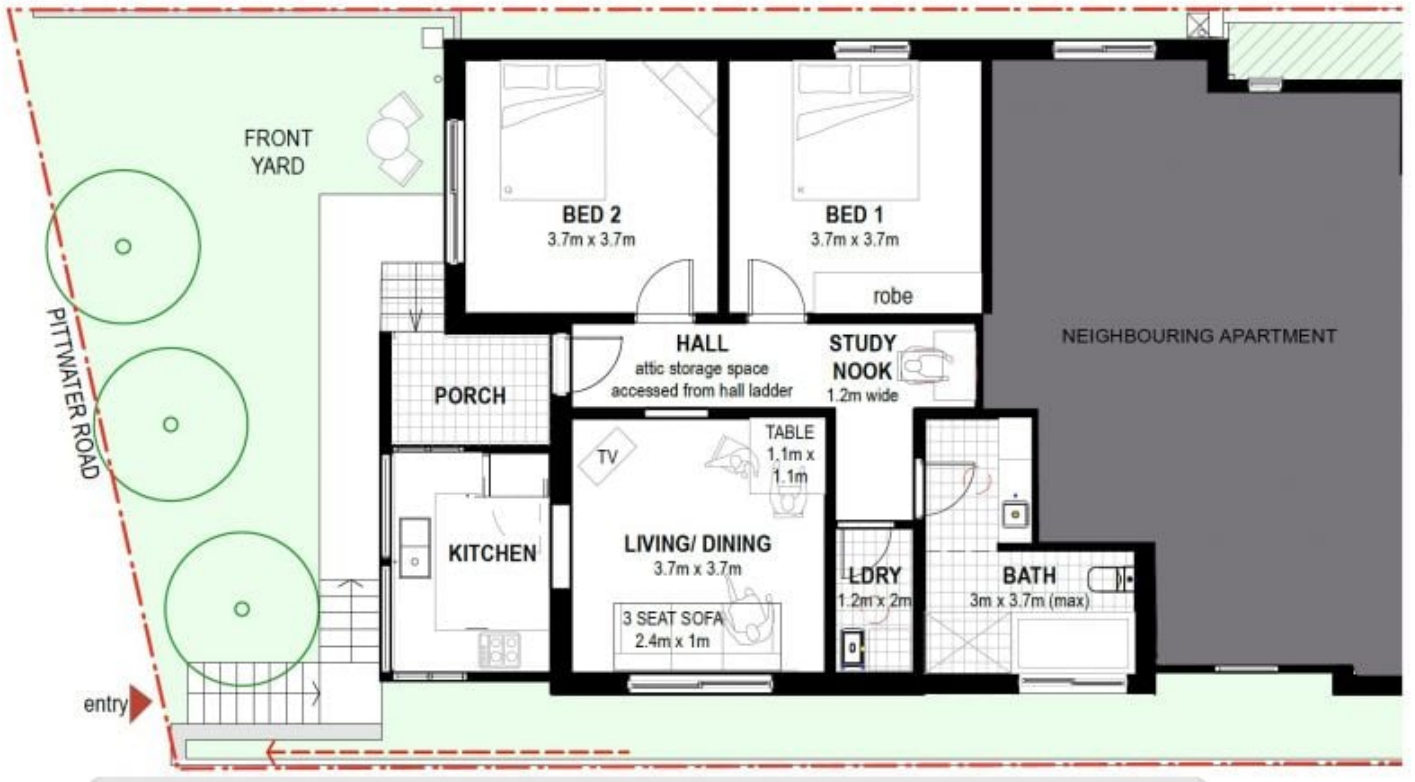 FRONT
YARD
BED 2
3.7m x 3.7m
BED 1
3.7m x 3.7m
robe
PITTWATER ROAD
PORCH
HALL
attic storage space
accessed from hall ladder
STUDY
NOOK
1.2m wide
NEIGHBOURING APARTMENT
TV
TABLE
1.1m x
1.1m
KITCHEN
LIVING/ DINING
3.7m x 3.7m
3 SEAT SOFA
2.4m x 1m
LDRY
1.2m x 2m
BATH
3m x 3.7m (max)
entry